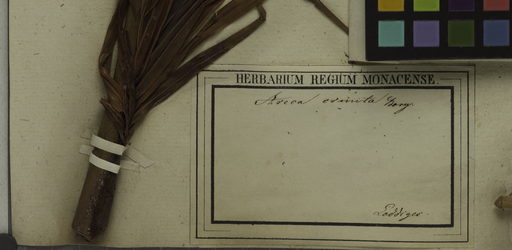 HERBARIUM REGIUM MONACENSE.
Areca crinita Bory
Loddiges.